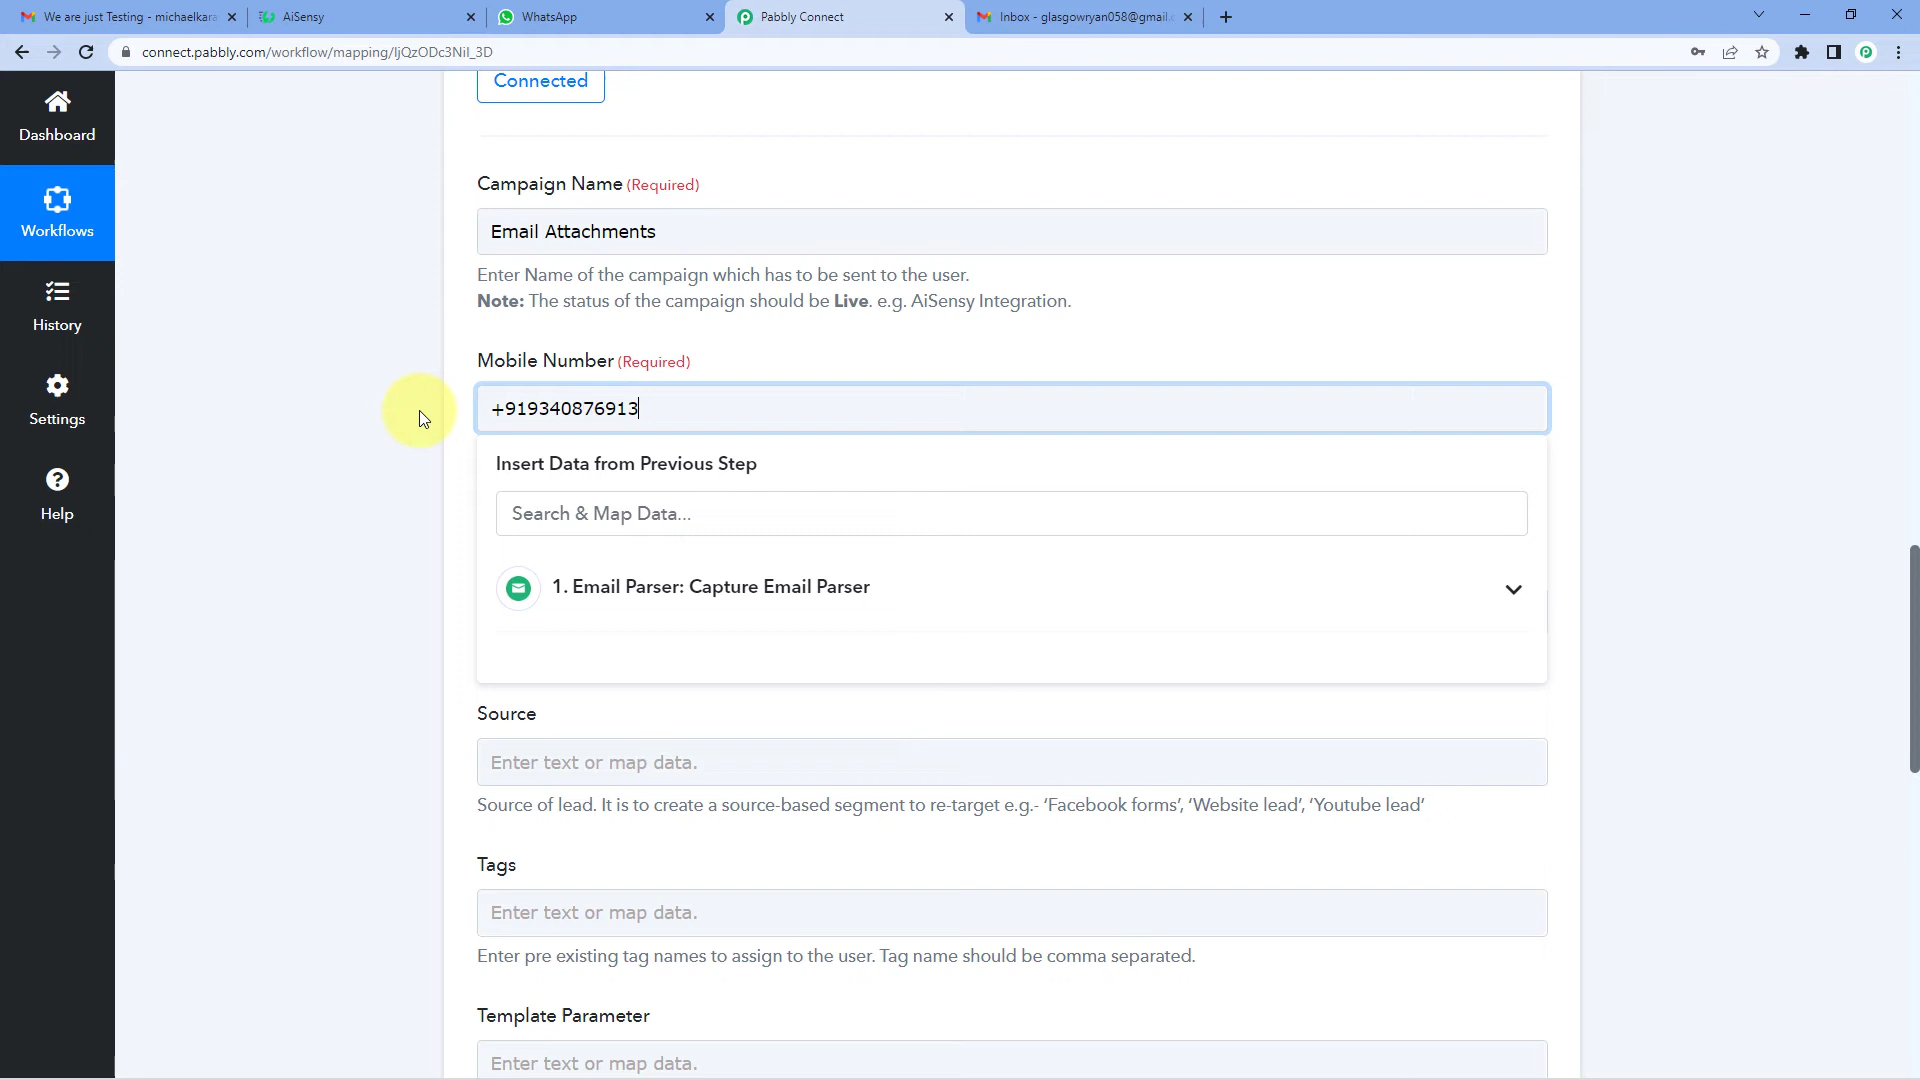 We are just Testing - michaelkara
AiSensy
WhatsApp
Pabbly Connect
Inbox - glasgowryan058@gmail.c
connect.pabbly.com/workflow/mapping/IjQzODc3NiI_3D
Dashboard
Workflows
History
Settings
Help
Connected
Campaign Name (Required)
Email Attachments
Enter Name of the campaign which has to be sent to the user.
Note: The status of the campaign should be Live. e.g. AiSensy Integration.
Mobile Number (Required)
+919340876913
Insert Data from Previous Step
Search & Map Data...
1. Email Parser: Capture Email Parser
Source
Enter text or map data.
Source of lead. It is to create a source-based segment to re-target e.g.- ‘Facebook forms’, ‘Website lead’, ‘Youtube lead’
Tags
Enter text or map data.
Enter pre existing tag names to assign to the user. Tag name should be comma separated.
Template Parameter
Enter text or map data.